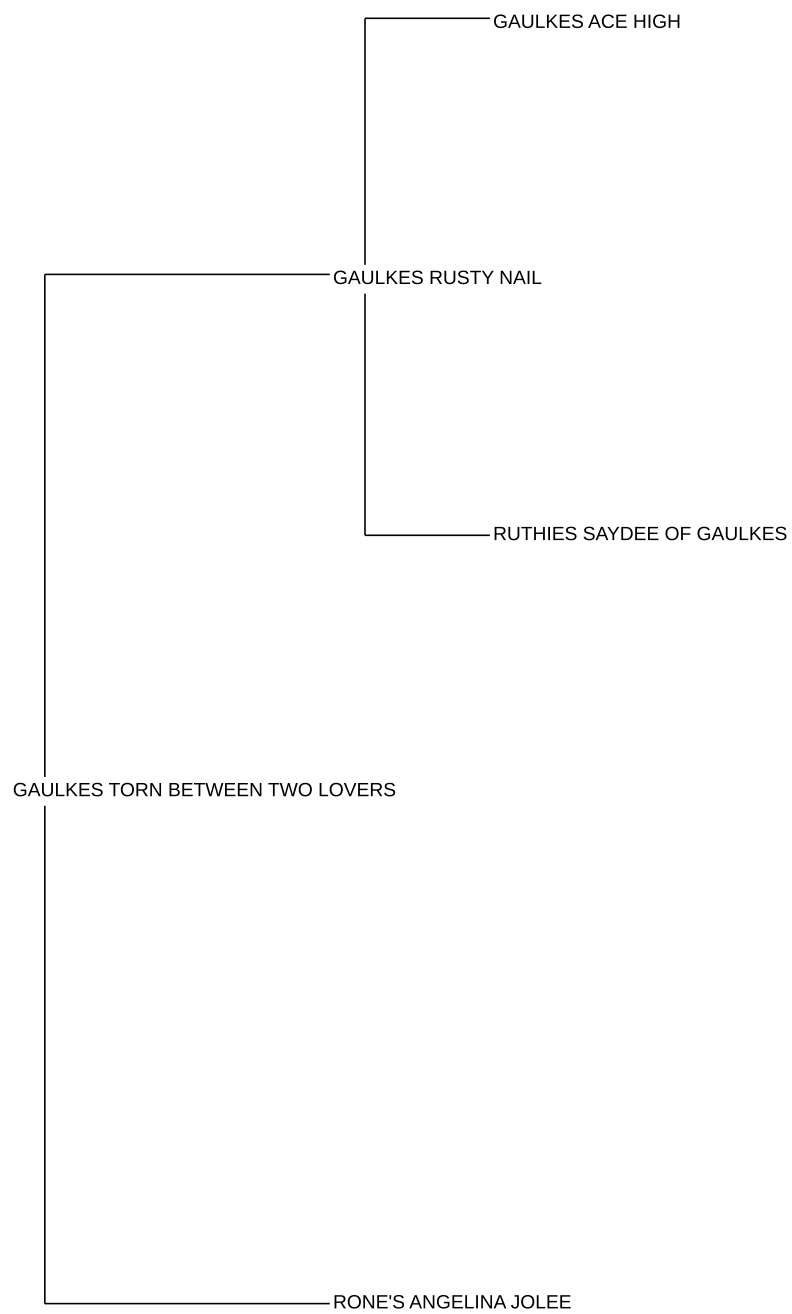 GAULKES ACE HIGH
GAULKES RUSTY NAIL
RUTHIES SAYDEE OF GAULKES
GAULKES TORN BETWEEN TWO LOVERS
RONE'S ANGELINA JOLEE